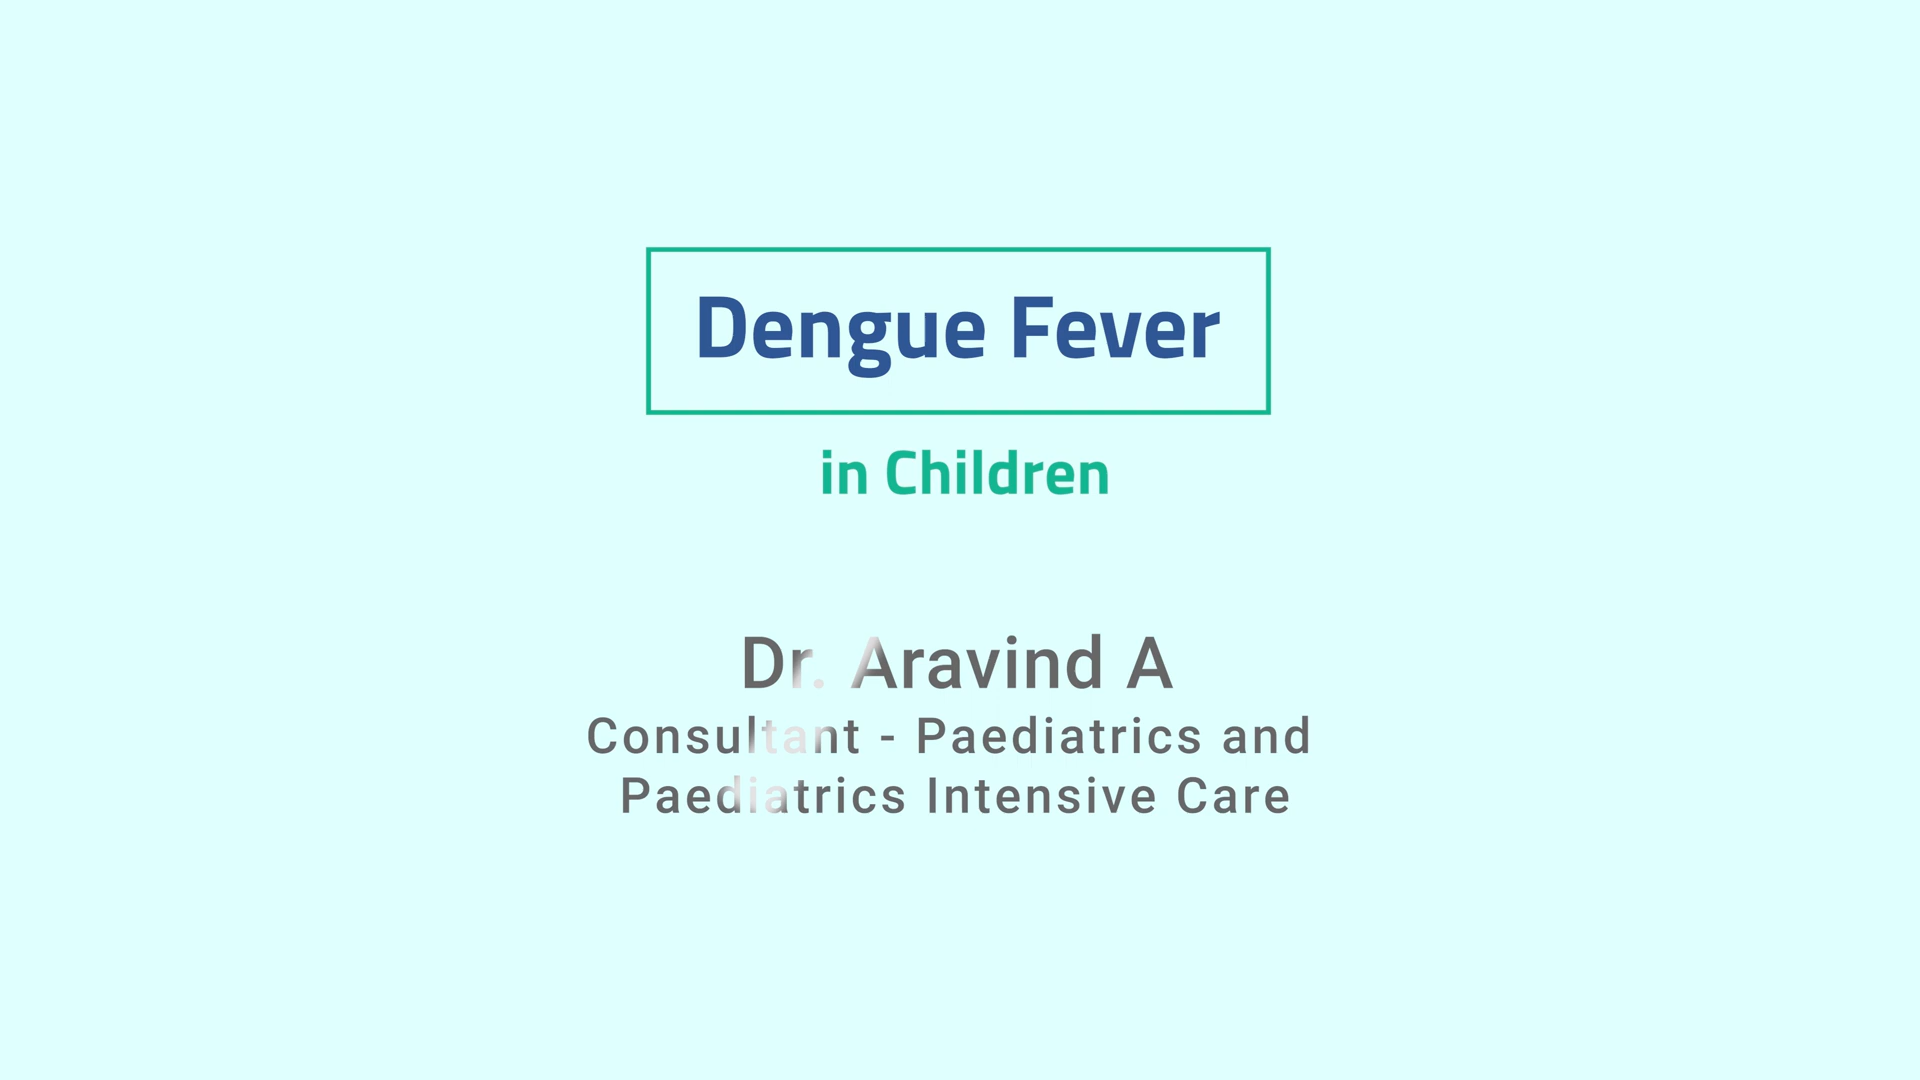 Dengue Fever
in Children
Dr. Aravind A
Consultant - Paediatrics and
Paediatrics Intensive Care